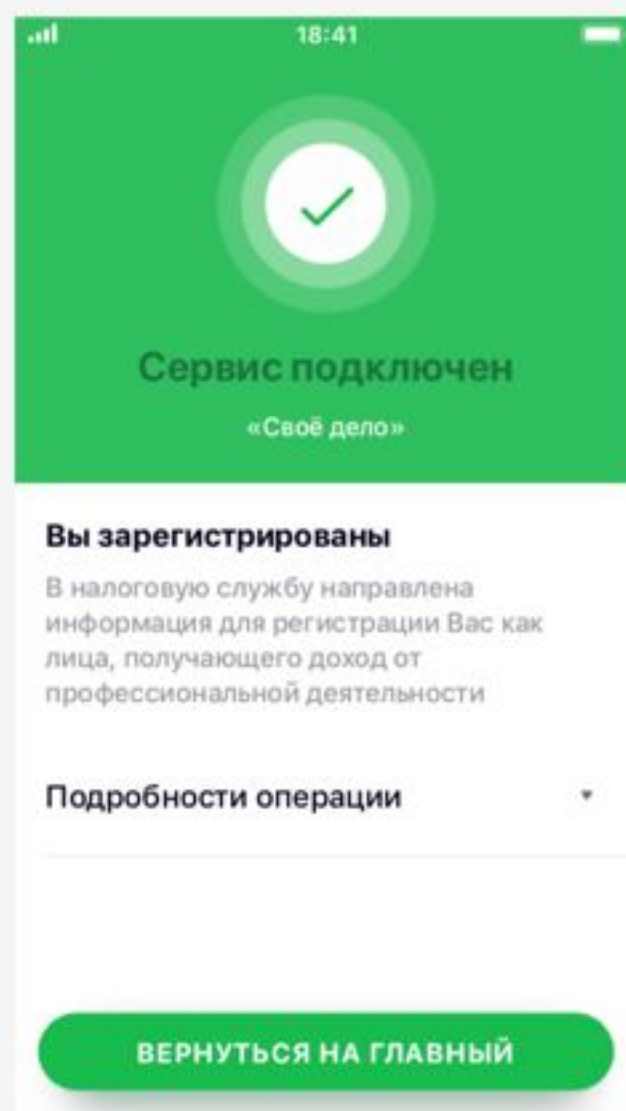 18:41
Сервис подключен
«Своё дело»
Вы зарегистрированы
В налоговую службу направлена
информация для регистрации Вас как
лица, получающего доход от
профессиональной деятельности
Подробности операции
ВЕРНУТЬСЯ НА ГЛАВНЫЙ